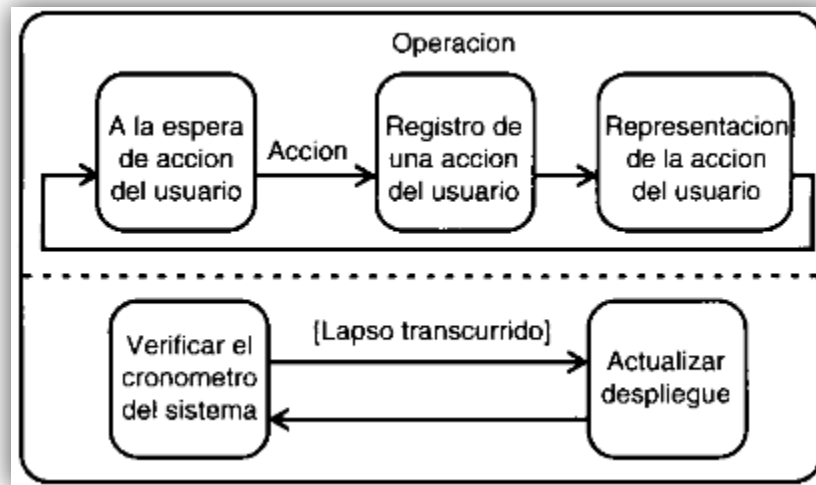 Operacion
A la espera
de accion
del usuario
Accion
Registro de
una accion
del usuario
Representacion
de la accion
del usuario
Verificar el
cronometro
del sistema
[Lapso transcurrido]
Actualizar
despliegue